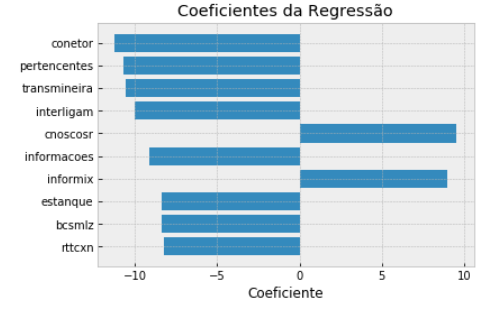 Coeficientes da Regressão
conetor
pertencentes
transmineira
interligam
cnoscosr
informacoes
informix
estanque
bcsmlz
rttcxn
−10 −5 0 5 10
Coeficiente